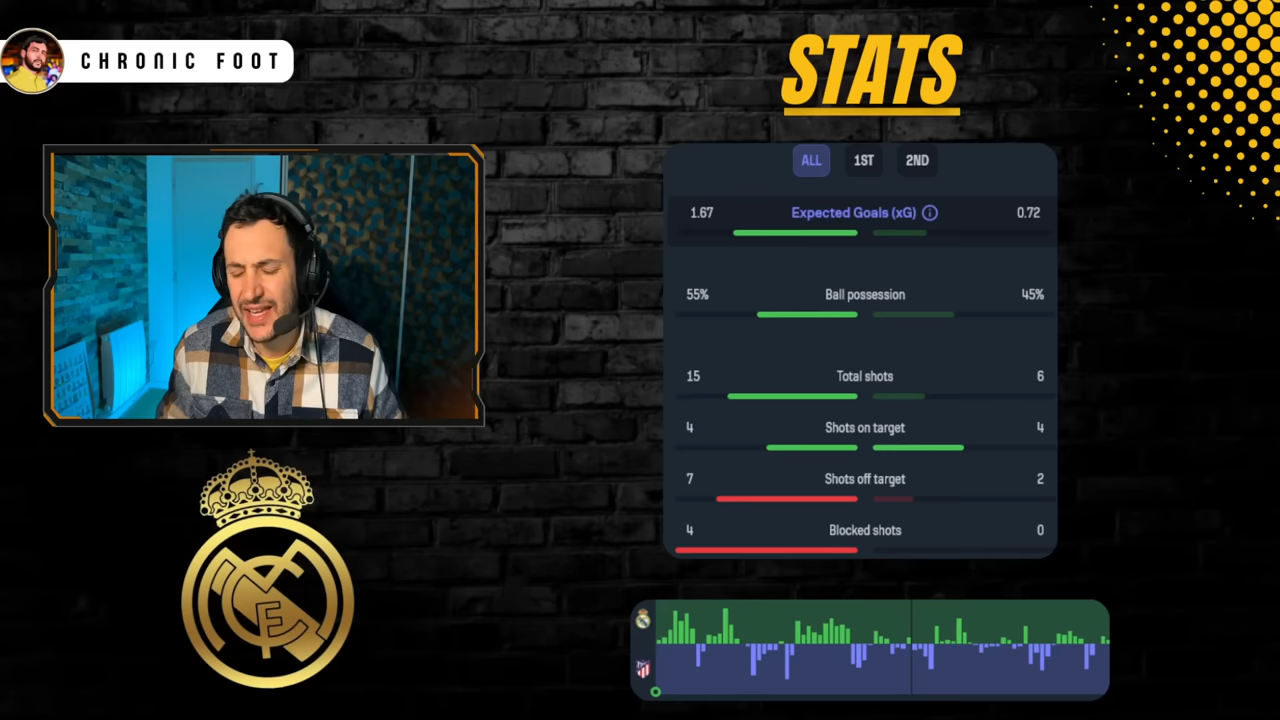 CHRONIC FOOT
STATS
ALL 1ST 2ND
1.67 Expected Goals (xG) 0.72
55% Ball possession 45%
15 Total shots 6
4 Shots on target 4
7 Shots off target 2
4 Blocked shots 0